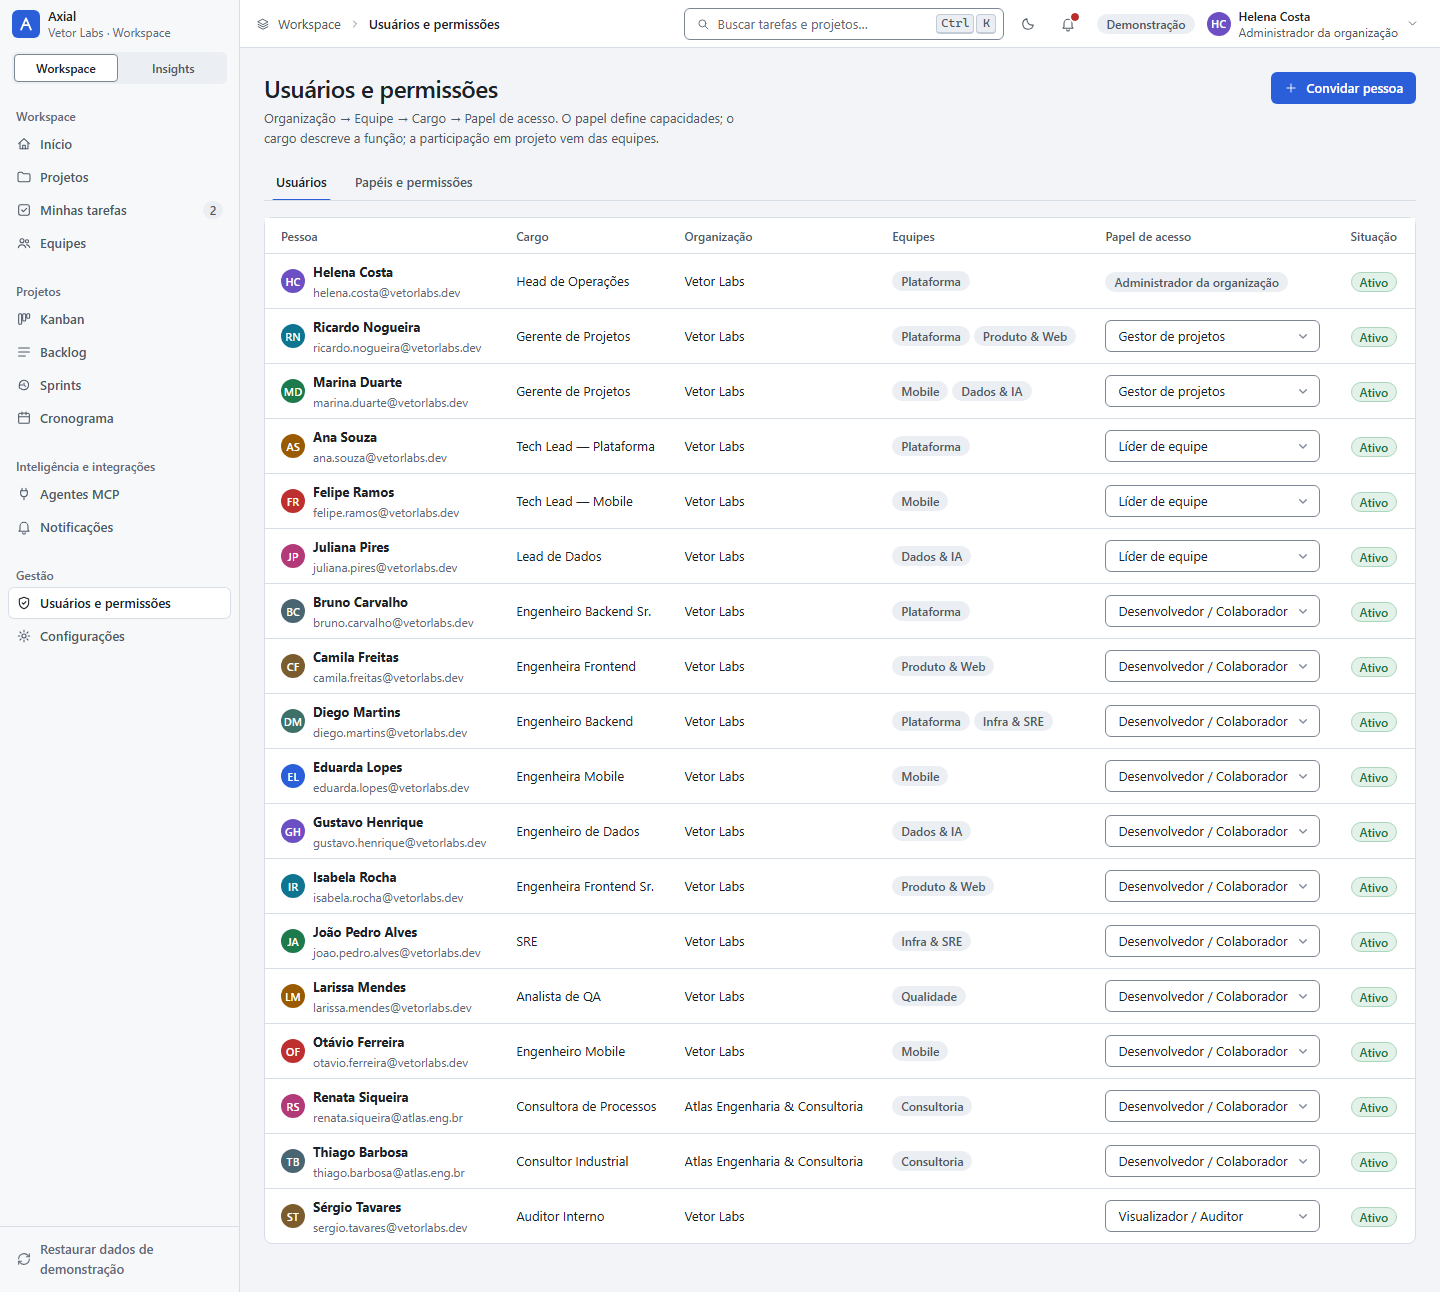 Axial
Vetor Labs · Workspace
Workspace
Insights
Workspace
Início
Projetos
Minhas tarefas
2
Equipes
Projetos
Kanban
Backlog
Sprints
Cronograma
Inteligência e integrações
Agentes MCP
Notificações
Gestão
Usuários e permissões
Configurações
Restaurar dados de
demonstração
Workspace > Usuários e permissões
Buscar tarefas e projetos...
Ctrl K
Demonstração
HC
Helena Costa
Administrador da organização
Usuários e permissões
Organização → Equipe → Cargo → Papel de acesso. O papel define capacidades; o
cargo descreve a função; a participação em projeto vem das equipes.
+ Convidar pessoa
Usuários
Papéis e permissões
Pessoa Cargo Organização Equipes Papel de acesso Situação
HC Helena Costa
helena.costa@vetorlabs.dev
Head de Operações Vetor Labs Plataforma Administrador da organização Ativo
RN Ricardo Nogueira
ricardo.nogueira@vetorlabs.dev
Gerente de Projetos Vetor Labs Plataforma Produto & Web Gestor de projetos Ativo
MD Marina Duarte
marina.duarte@vetorlabs.dev
Gerente de Projetos Vetor Labs Mobile Dados & IA Gestor de projetos Ativo
AS Ana Souza
ana.souza@vetorlabs.dev
Tech Lead — Plataforma Vetor Labs Plataforma Líder de equipe Ativo
FR Felipe Ramos
felipe.ramos@vetorlabs.dev
Tech Lead — Mobile Vetor Labs Mobile Líder de equipe Ativo
JP Juliana Pires
juliana.pires@vetorlabs.dev
Lead de Dados Vetor Labs Dados & IA Líder de equipe Ativo
BC Bruno Carvalho
bruno.carvalho@vetorlabs.dev
Engenheiro Backend Sr. Vetor Labs Plataforma Desenvolvedor / Colaborador Ativo
CF Camila Freitas
camila.freitas@vetorlabs.dev
Engenheira Frontend Vetor Labs Produto & Web Desenvolvedor / Colaborador Ativo
DM Diego Martins
diego.martins@vetorlabs.dev
Engenheiro Backend Vetor Labs Plataforma Infra & SRE Desenvolvedor / Colaborador Ativo
EL Eduarda Lopes
eduarda.lopes@vetorlabs.dev
Engenheira Mobile Vetor Labs Mobile Desenvolvedor / Colaborador Ativo
GH Gustavo Henrique
gustavo.henrique@vetorlabs.dev
Engenheiro de Dados Vetor Labs Dados & IA Desenvolvedor / Colaborador Ativo
IR Isabela Rocha
isabela.rocha@vetorlabs.dev
Engenheira Frontend Sr. Vetor Labs Produto & Web Desenvolvedor / Colaborador Ativo
JA João Pedro Alves
joao.pedro.alves@vetorlabs.dev
SRE Vetor Labs Infra & SRE Desenvolvedor / Colaborador Ativo
LM Larissa Mendes
larissa.mendes@vetorlabs.dev
Analista de QA Vetor Labs Qualidade Desenvolvedor / Colaborador Ativo
OF Otávio Ferreira
otavio.ferreira@vetorlabs.dev
Engenheiro Mobile Vetor Labs Mobile Desenvolvedor / Colaborador Ativo
RS Renata Siqueira
renata.siqueira@atlas.eng.br
Consultora de Processos Atlas Engenharia & Consultoria Consultoria Desenvolvedor / Colaborador Ativo
TB Thiago Barbosa
thiago.barbosa@atlas.eng.br
Consultor Industrial Atlas Engenharia & Consultoria Consultoria Desenvolvedor / Colaborador Ativo
ST Sérgio Tavares
sergio.tavares@vetorlabs.dev
Auditor Interno Vetor Labs Visualizador / Auditor Ativo